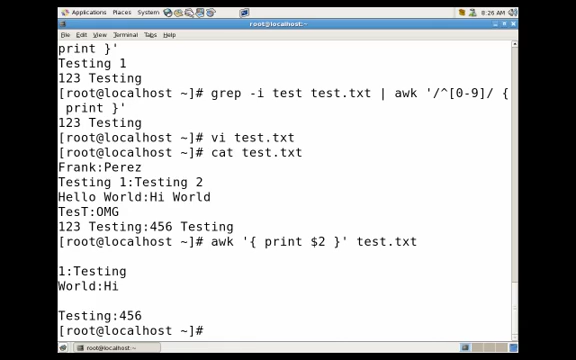 Applications Places System 8:26 AM
root@localhost:~
File Edit View Terminal Tabs Help
print }'
Testing 1
123 Testing
[root@localhost ~]# grep -i test test.txt | awk '/^[0-9]/ {
print }'
123 Testing
[root@localhost ~]# vi test.txt
[root@localhost ~]# cat test.txt
Frank:Perez
Testing 1:Testing 2
Hello World:Hi World
TesT:OMG
123 Testing:456 Testing
[root@localhost ~]# awk '{ print $2 }' test.txt
1:Testing
World:Hi
Testing:456
[root@localhost ~]#
root@localhost:~